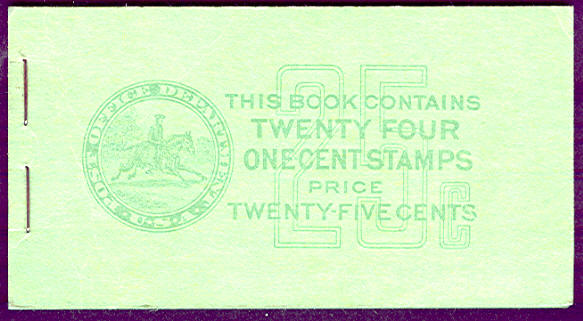 25c
THIS BOOK CONTAINS
TWENTY FOUR
ONE CENT STAMPS
PRICE
TWENTY-FIVE CENTS